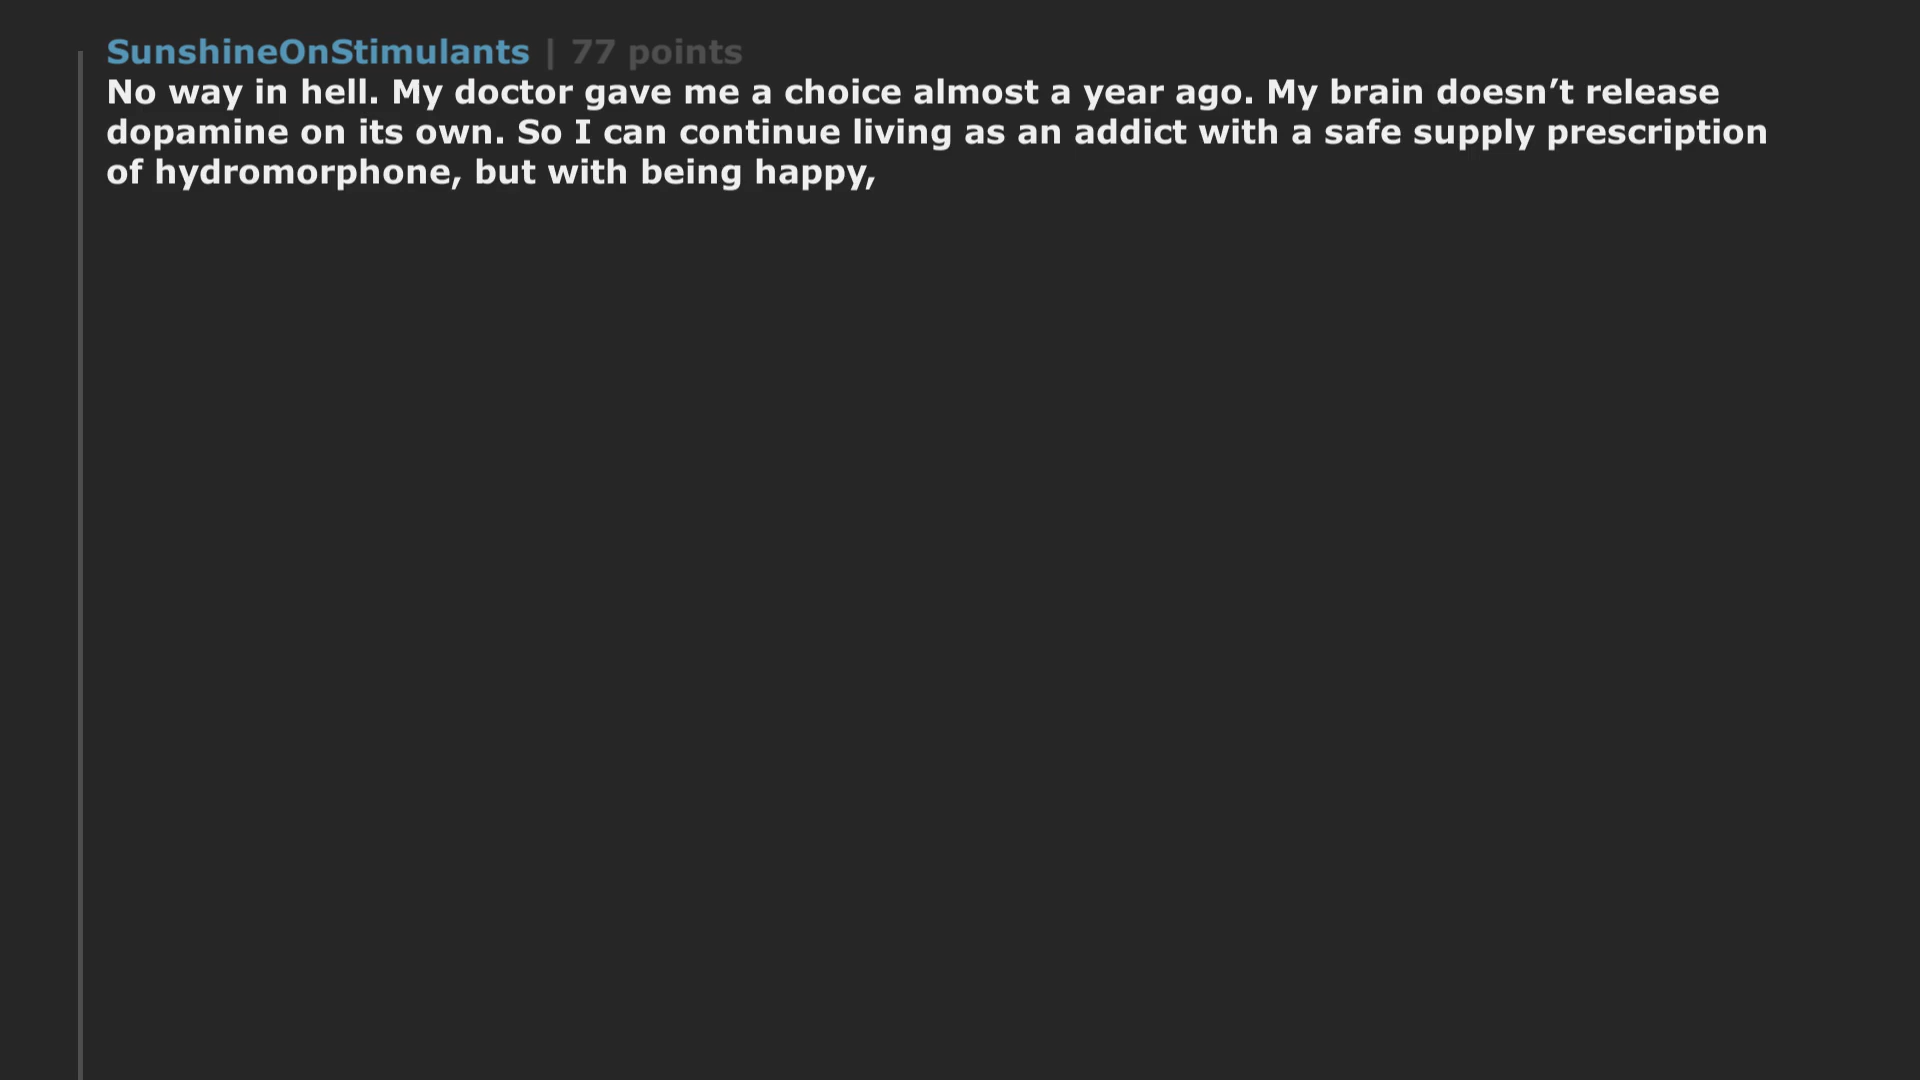 SunshineOnStimulants | 77 points
No way in hell. My doctor gave me a choice almost a year ago. My brain doesn’t release
dopamine on its own. So I can continue living as an addict with a safe supply prescription
of hydromorphone, but with being happy,